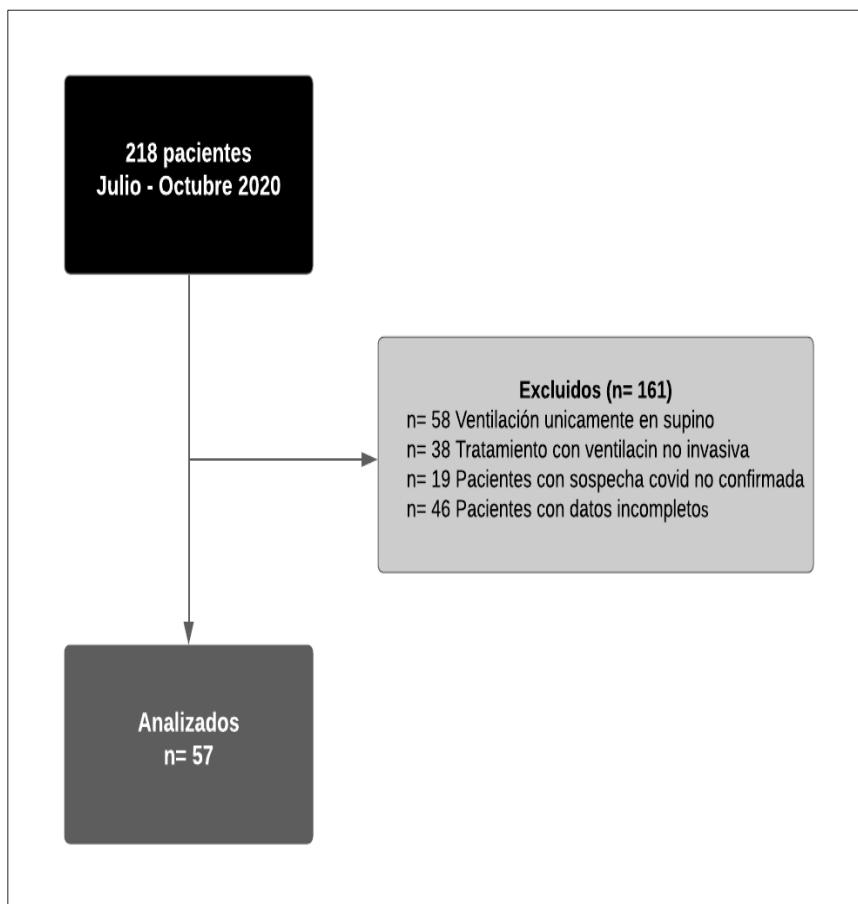 218 pacientes
Julio - Octubre 2020
Excluidos (n= 161)
n= 58 Ventilación unicamente en supino
n= 38 Tratamiento con ventilacin no invasiva
n= 19 Pacientes con sospecha covid no confirmada
n= 46 Pacientes con datos incompletos
Analizados
n= 57